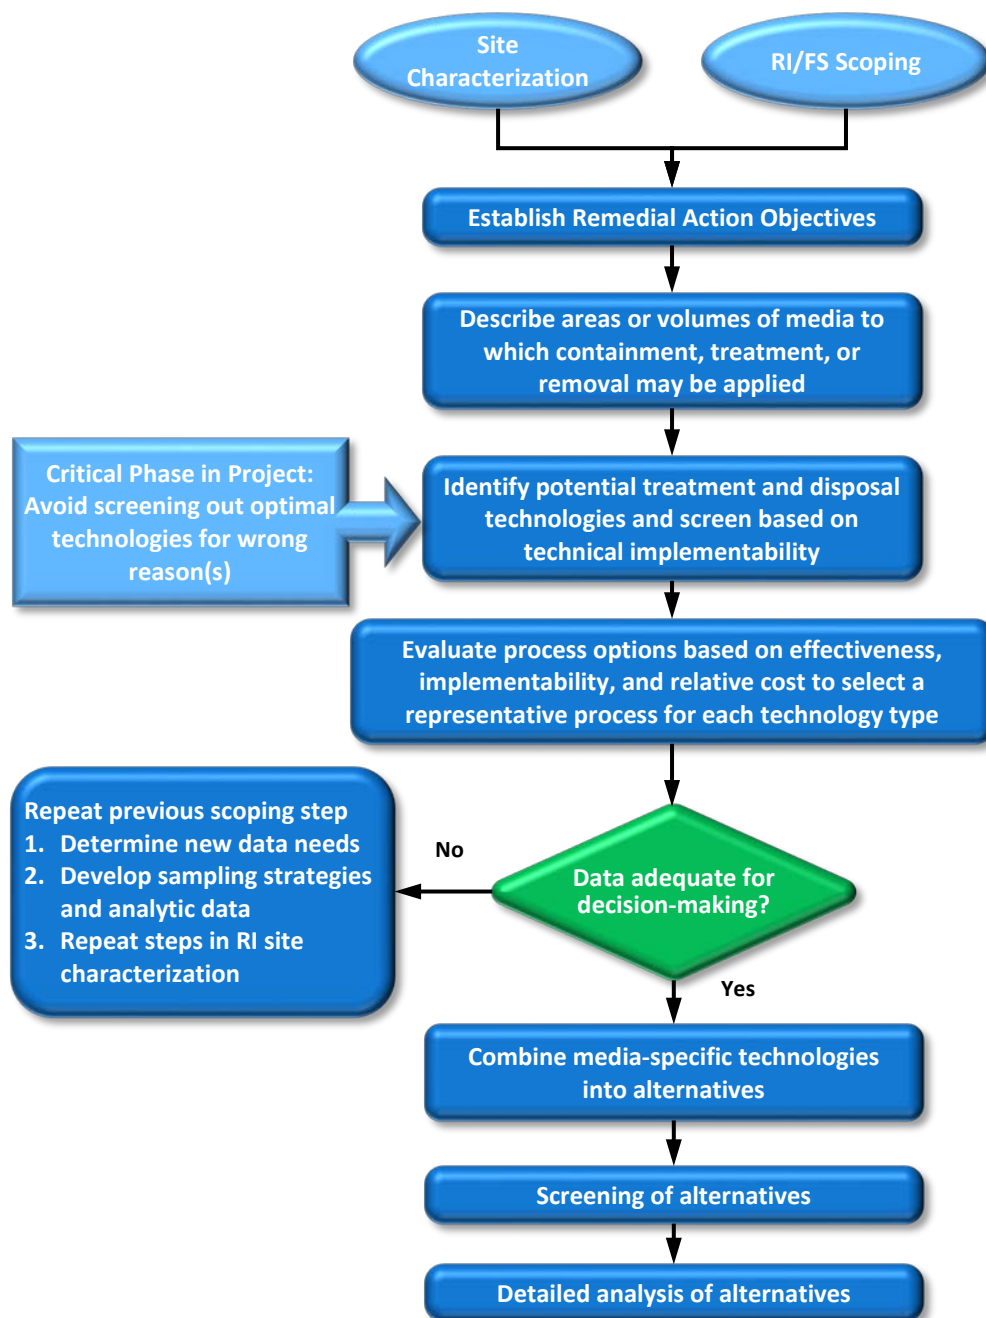 Site
Characterization
RI/FS Scoping
Establish Remedial Action Objectives
Describe areas or volumes of media to
which containment, treatment, or
removal may be applied
Critical Phase in Project:
Avoid screening out optimal
technologies for wrong
reason(s)
Identify potential treatment and disposal
technologies and screen based on
technical implementability
Evaluate process options based on effectiveness,
implementability, and relative cost to select a
representative process for each technology type
Repeat previous scoping step
1. Determine new data needs
2. Develop sampling strategies
and analytic data
3. Repeat steps in RI site
characterization
No
Data adequate for
decision-making?
Yes
Combine media-specific technologies
into alternatives
Screening of alternatives
Detailed analysis of alternatives